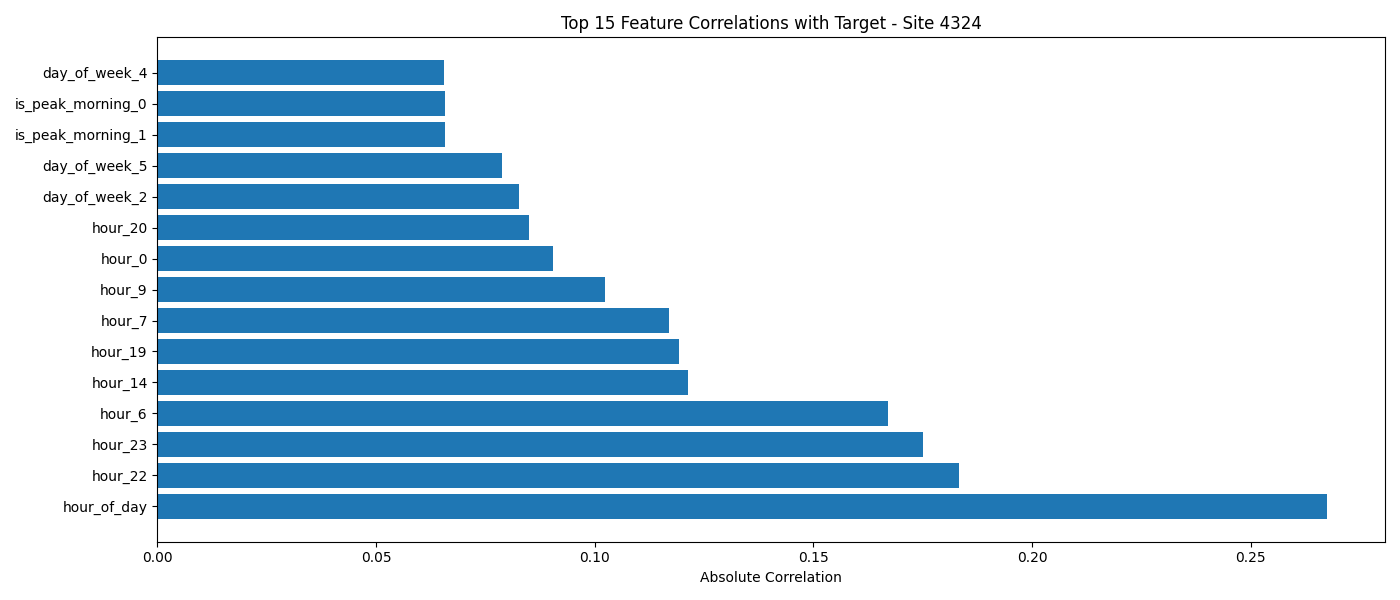 Top 15 Feature Correlations with Target - Site 4324
day_of_week_4
is_peak_morning_0
is_peak_morning_1
day_of_week_5
day_of_week_2
hour_20
hour_0
hour_9
hour_7
hour_19
hour_14
hour_6
hour_23
hour_22
hour_of_day
0.00 0.05 0.10 0.15 0.20 0.25
Absolute Correlation